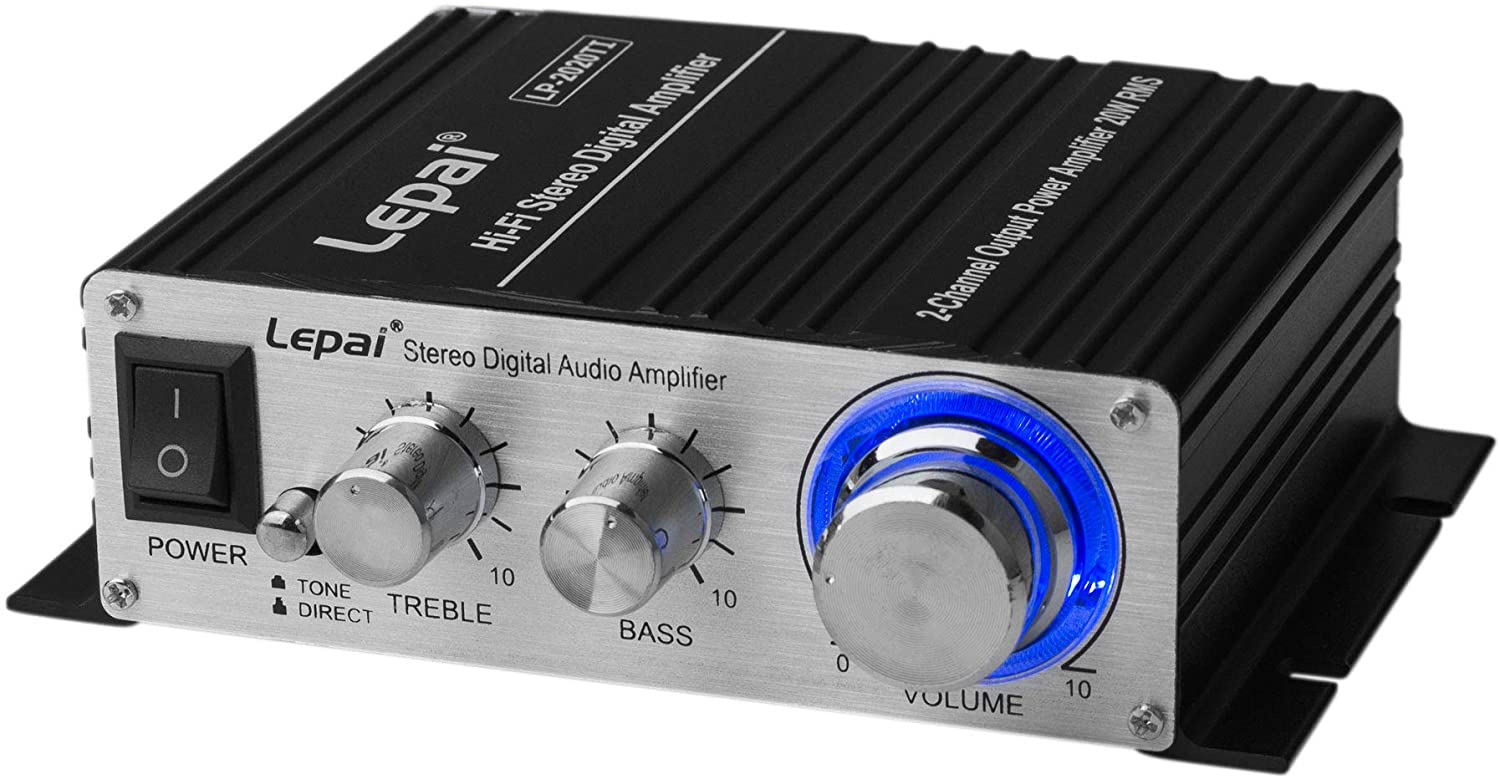 LP-2020TI
Lepai®
Hi-Fi Stereo Digital Amplifier
2-Channel Output Power Amplifier 20W RMS
Lepai® Stereo Digital Audio Amplifier
I
O
POWER
TONE
DIRECT
TREBLE
10
BASS
10
0
VOLUME
10